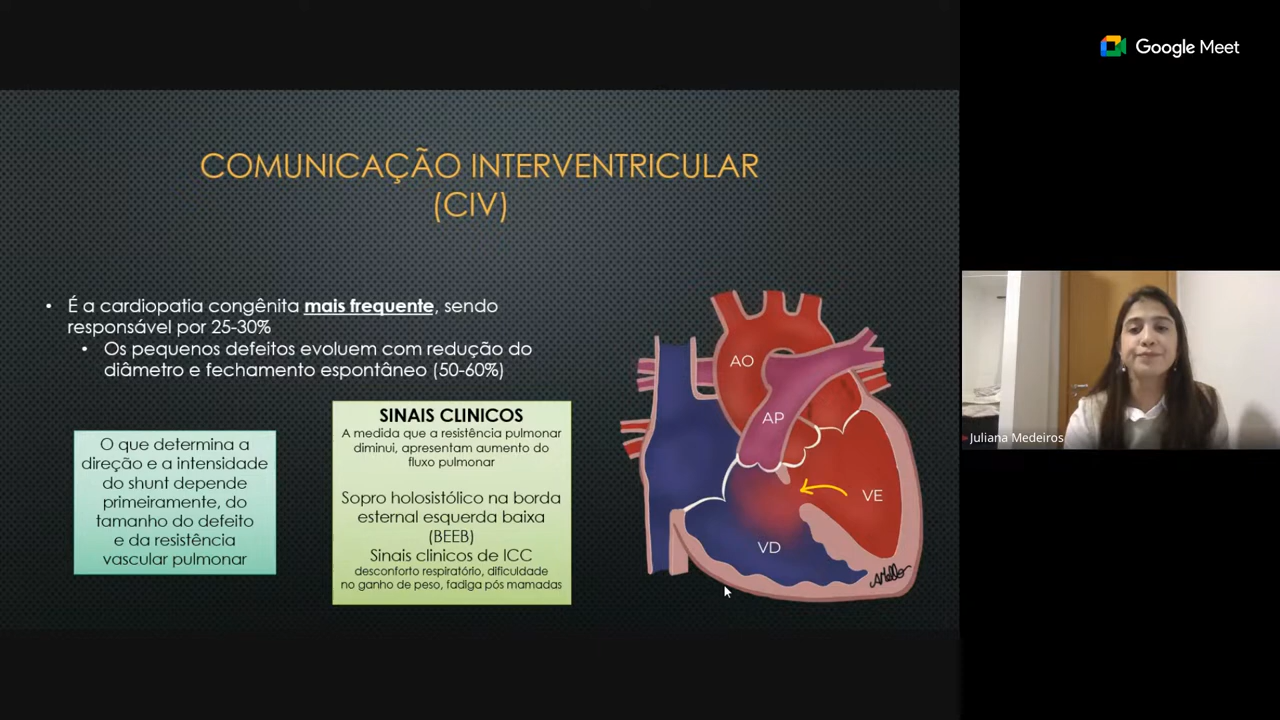 Google Meet
COMUNICAÇÃO INTERVENTRICULAR
(CIV)
• É a cardiopatia congênita mais frequente, sendo
responsável por 25-30%
• Os pequenos defeitos evoluem com redução do
diâmetro e fechamento espontâneo (50-60%)
O que determina a
direção e a intensidade
do shunt depende
primeiramente, do
tamanho do defeito
e da resistência
vascular pulmonar
SINAIS CLINICOS
A medida que a resistência pulmonar
diminui, apresentam aumento do
fluxo pulmonar
Sopro holosistólico na borda
esternal esquerda baixa
(BEEB)
Sinais clinicos de ICC
desconforto respiratório, dificuldade
no ganho de peso, fadiga pós mamadas
AO
AP
VE
VD
Juliana Medeiros